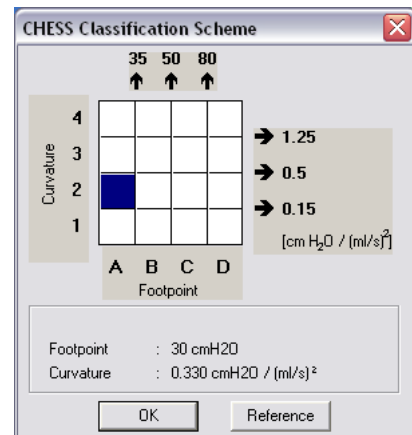 CHESS Classification Scheme
35 50 80
4
3
2
1
Curvature
1.25
0.5
0.15
[cm H₂O / (ml/s)²]
A B C D
Footpoint
Footpoint : 30 cmH2O
Curvature : 0.330 cmH2O / (ml/s)²
OK Reference